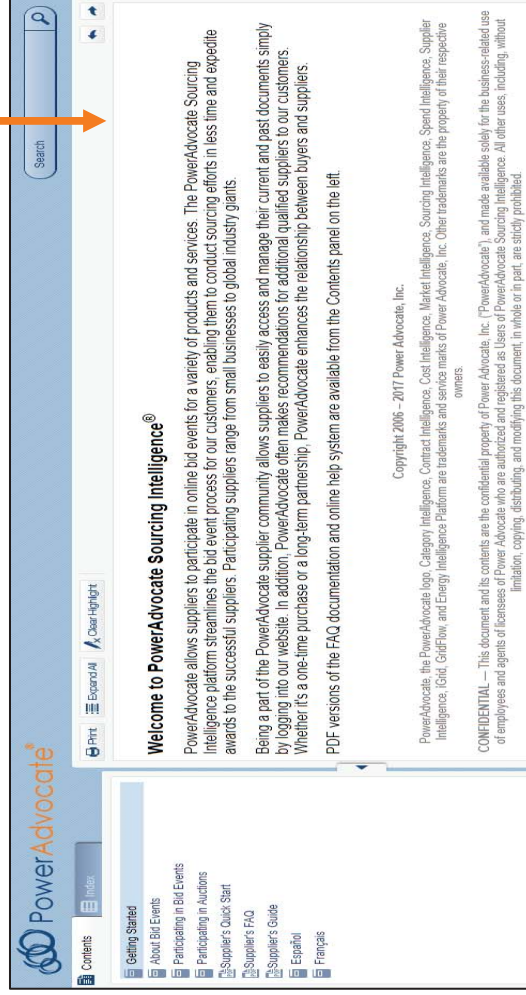 PowerAdvocate®
Search
Contents
Index
Print
Expand All
Clear Highlight
Getting Started
About Bid Events
Participating in Bid Events
Participating in Auctions
Supplier's Quick Start
Supplier's FAQ
Supplier's Guide
Español
Français
Welcome to PowerAdvocate Sourcing Intelligence®
PowerAdvocate allows suppliers to participate in online bid events for a variety of products and services. The PowerAdvocate Sourcing
Intelligence platform streamlines the bid event process for our customers, enabling them to conduct sourcing efforts in less time and expedite
awards to the successful suppliers. Participating suppliers range from small businesses to global industry giants.
Being a part of the PowerAdvocate supplier community allows suppliers to easily access and manage their current and past documents simply
by logging into our website. In addition, PowerAdvocate often makes recommendations for additional qualified suppliers to our customers.
Whether it's a one-time purchase or a long-term partnership, PowerAdvocate enhances the relationship between buyers and suppliers.
PDF versions of the FAQ documentation and online help system are available from the Contents panel on the left.
Copyright 2006 – 2017 Power Advocate, Inc.
PowerAdvocate, the PowerAdvocate logo, Category Intelligence, Contract Intelligence, Cost Intelligence, Market Intelligence, Sourcing Intelligence, Spend Intelligence, Supplier
Intelligence, iGrid, GridFlow, and Energy Intelligence Platform are trademarks and service marks of Power Advocate, Inc. Other trademarks are the property of their respective
owners.
CONFIDENTIAL — This document and its contents are the confidential property of Power Advocate, Inc. ("PowerAdvocate"), and made available solely for the business-related use
of employees and agents of licensees of Power Advocate who are authorized and registered as Users of PowerAdvocate Sourcing Intelligence. All other uses, including, without
limitation, copying, distributing, and modifying this document, in whole or in part, are strictly prohibited.